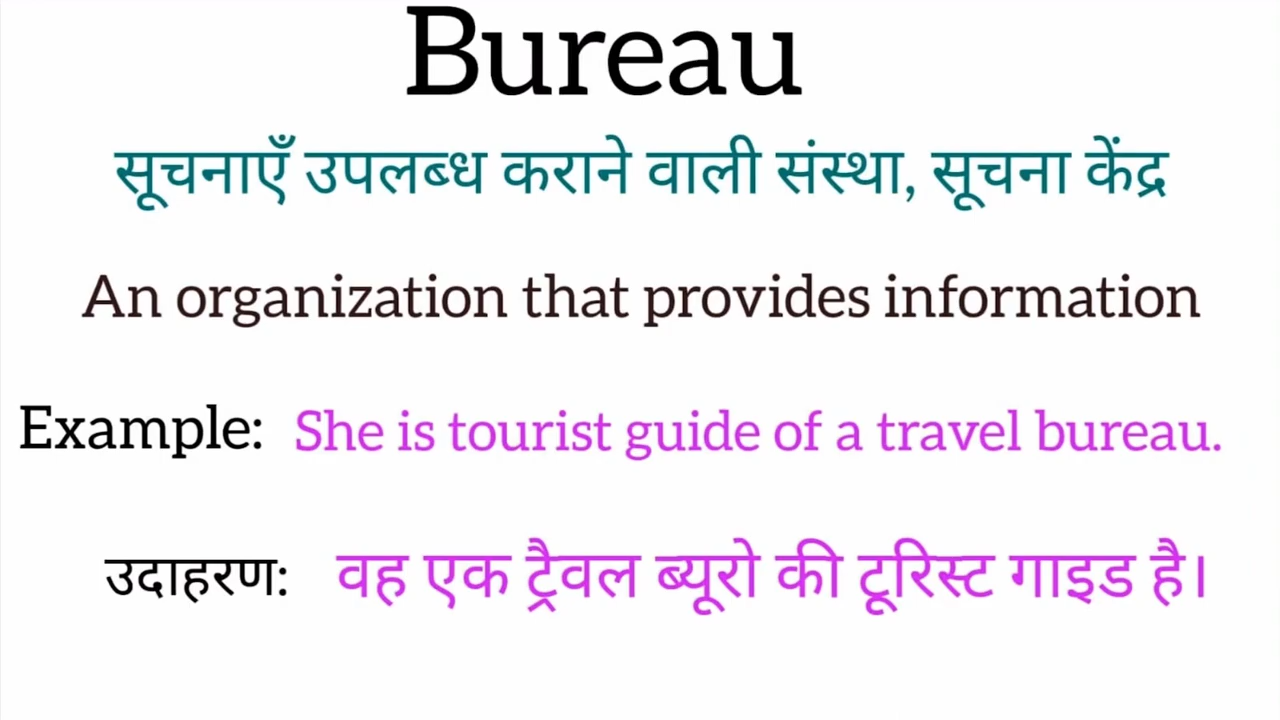 Bureau
सूचनाएँ उपलब्ध कराने वाली संस्था, सूचना केंद्र
An organization that provides information
Example: She is tourist guide of a travel bureau.
उदाहरण: वह एक ट्रैवल ब्यूरो की टूरिस्ट गाइड है।